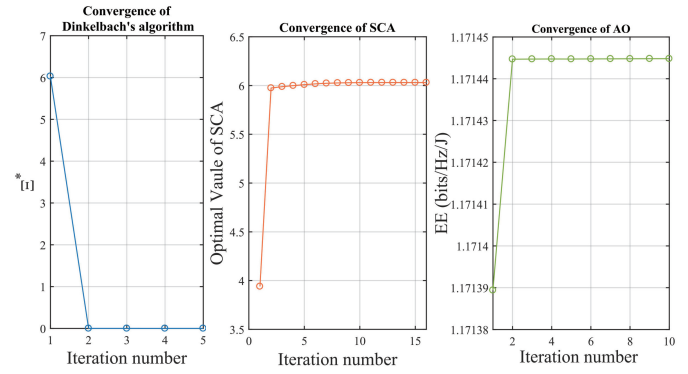 Convergence of
Dinkelbach's algorithm
7
6
5
4
3
2
1
0
Ξ*
1 2 3 4 5
Iteration number
Convergence of SCA
6.5
6
5.5
5
4.5
4
3.5
Optimal Vaule of SCA
0 5 10 15
Iteration number
Convergence of AO
1.17145
1.17144
1.17143
1.17142
1.17141
1.1714
1.17139
1.17138
EE (bits/Hz/J)
2 4 6 8 10
Iteration number